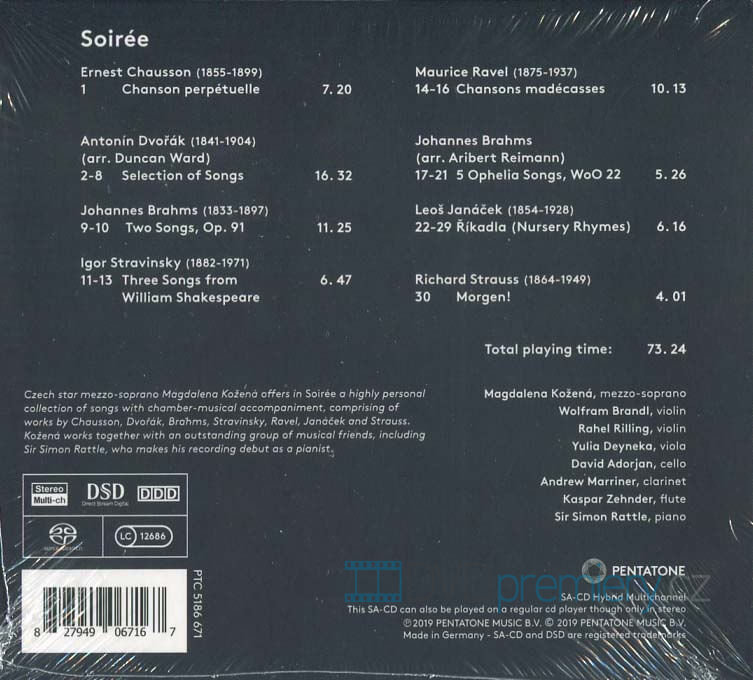 Soirée
Ernest Chausson (1855-1899)
1 Chanson perpétuelle 7. 20
Antonín Dvořák (1841-1904)
(arr. Duncan Ward)
2-8 Selection of Songs 16. 32
Johannes Brahms (1833-1897)
9-10 Two Songs, Op. 91 11. 25
Igor Stravinsky (1882-1971)
11-13 Three Songs from 6. 47
William Shakespeare
Maurice Ravel (1875-1937)
14-16 Chansons madécasses 10. 13
Johannes Brahms
(arr. Aribert Reimann)
17-21 5 Ophelia Songs, WoO 22 5. 26
Leoš Janáček (1854-1928)
22-29 Říkadla (Nursery Rhymes) 6. 16
Richard Strauss (1864-1949)
30 Morgen! 4. 01
Total playing time: 73. 24
Czech star mezzo-soprano Magdalena Kožená offers in Soirée a highly personal
collection of songs with chamber-musical accompaniment, comprising of
works by Chausson, Dvořák, Brahms, Stravinsky, Ravel, Janáček and Strauss.
Kožená works together with an outstanding group of musical friends, including
Sir Simon Rattle, who makes his recording debut as a pianist.
Magdalena Kožená, mezzo-soprano
Wolfram Brandl, violin
Rahel Rilling, violin
Yulia Deyneka, viola
David Adorjan, cello
Andrew Marriner, clarinet
Kaspar Zehnder, flute
Sir Simon Rattle, piano
Stereo
Multi-ch
DSD
Direct Stream Digital
DDD
SUPER AUDIO CD
LC 12686
PTC 5186 671
8 27949 06716 7
PENTATONE
premiery.cz
SA-CD Hybrid Multichannel
This SA-CD can also be played on a regular cd player though only in stereo
℗2019 PENTATONE MUSIC B.V. © 2019 PENTATONE MUSIC B.V.
Made in Germany - SA-CD and DSD are registered trademarks